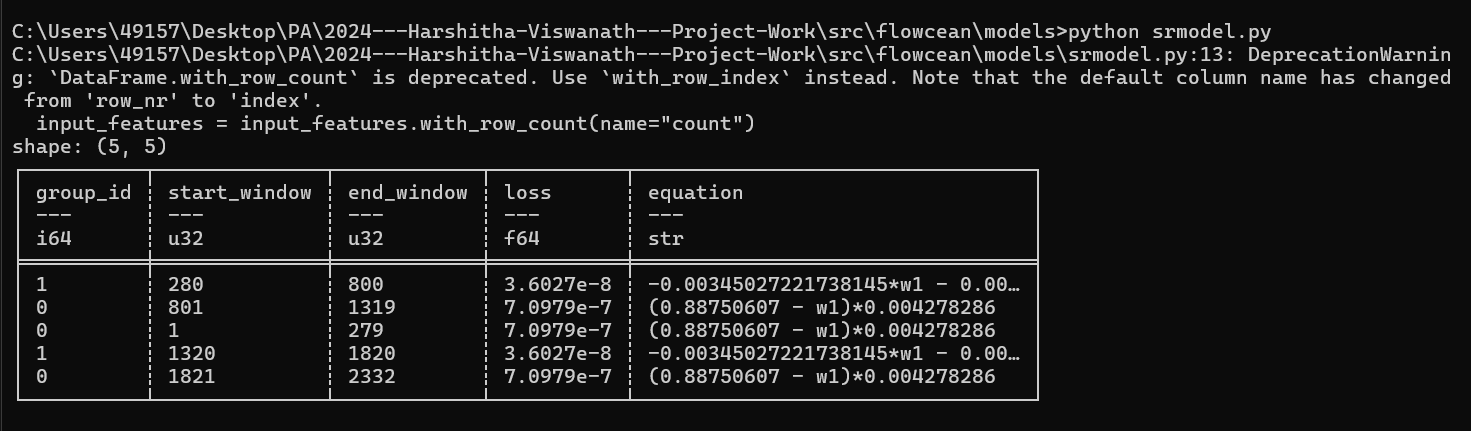 C:\Users\49157\Desktop\PA\2024---Harshitha-Viswanath---Project-Work\src\flowcean\models>python srmodel.py
C:\Users\49157\Desktop\PA\2024---Harshitha-Viswanath---Project-Work\src\flowcean\models\srmodel.py:13: DeprecationWarnin
g: `DataFrame.with_row_count` is deprecated. Use `with_row_index` instead. Note that the default column name has changed
 from 'row_nr' to 'index'.
  input_features = input_features.with_row_count(name="count")
shape: (5, 5)
group_id start_window end_window loss equation
--- --- --- --- ---
i64 u32 u32 f64 str
1 280 800 3.6027e-8 -0.00345027221738145*w1 - 0.00…
0 801 1319 7.0979e-7 (0.88750607 - w1)*0.004278286
0 1 279 7.0979e-7 (0.88750607 - w1)*0.004278286
1 1320 1820 3.6027e-8 -0.00345027221738145*w1 - 0.00…
0 1821 2332 7.0979e-7 (0.88750607 - w1)*0.004278286